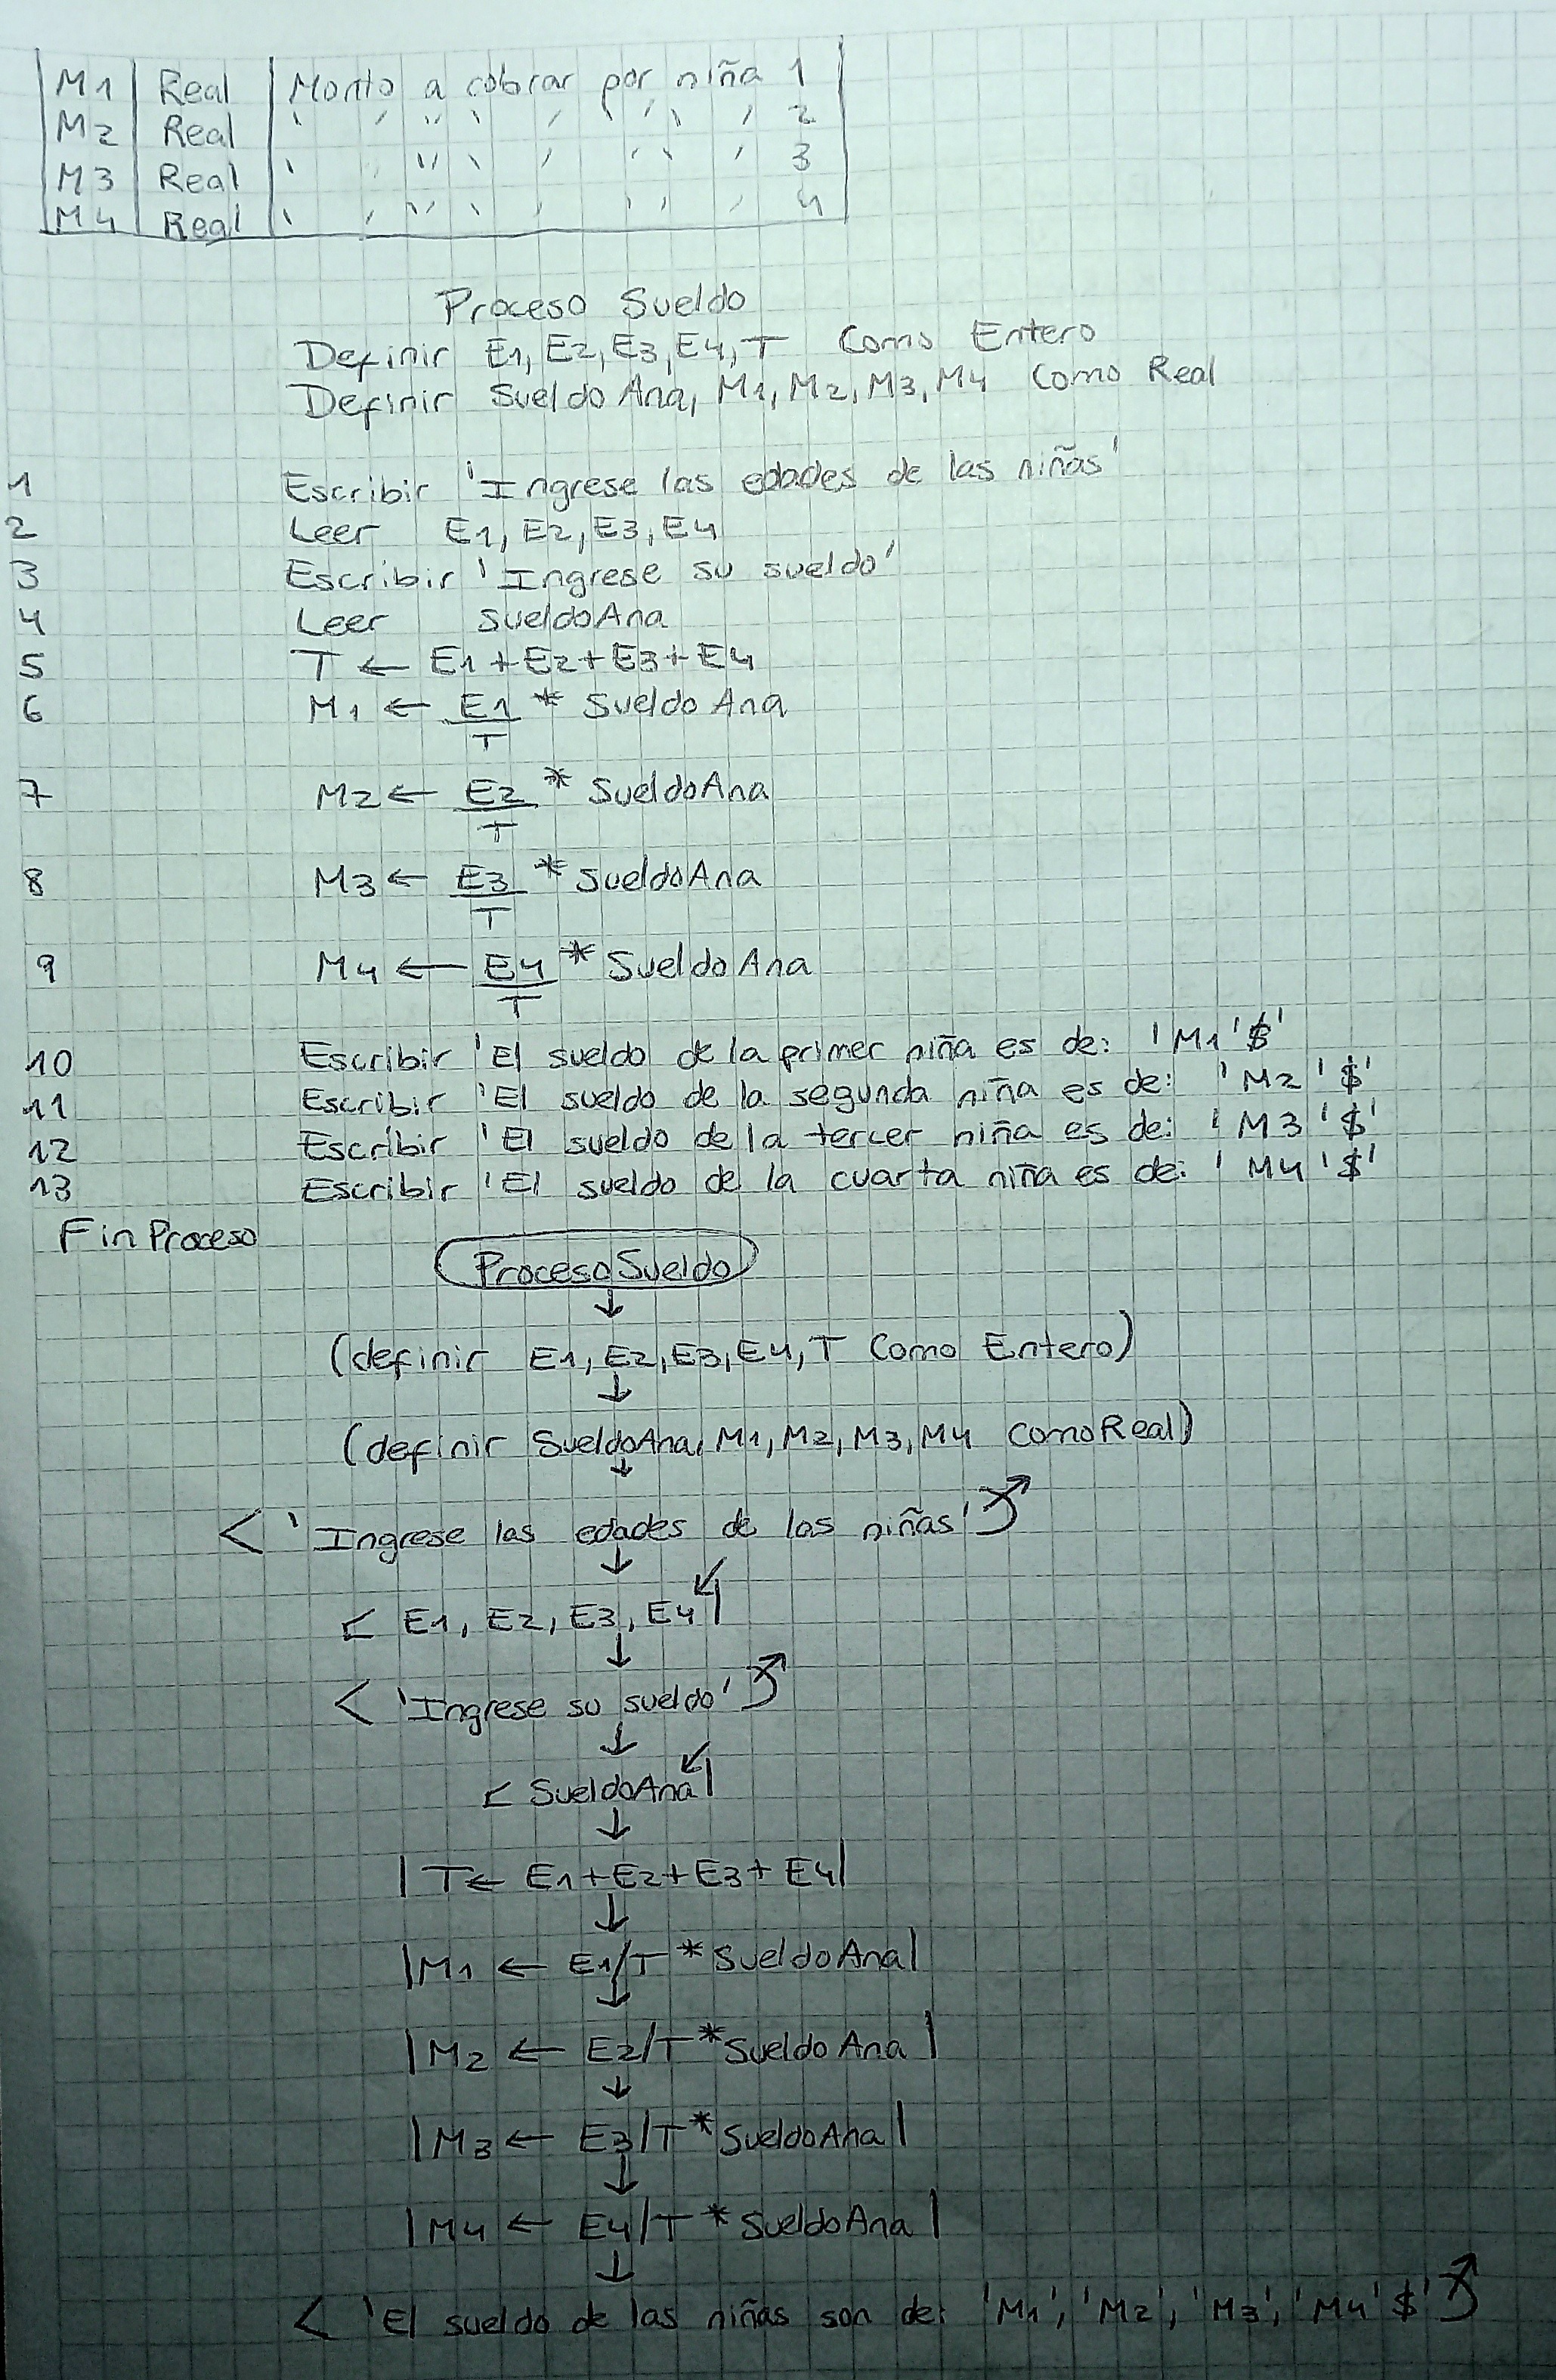 M1 Real Monto a cobrar por niña 1
M2 Real " " " " " 2
M3 Real " " " " " 3
M4 Real " " " " " 4
Proceso Sueldo
Definir E1, E2, E3, E4, T Como Entero
Definir Sueldo Ana, M1, M2, M3, M4 Como Real
1 Escribir 'Ingrese las edades de las niñas'
2 Leer E1, E2, E3, E4
3 Escribir 'Ingrese su sueldo'
4 Leer sueldoAna
5 T ← E1+E2+E3+E4
6 M1 ← E1/T * Sueldo Ana
7 M2 ← E2/T * SueldoAna
8 M3 ← E3/T * SueldoAna
9 M4 ← E4/T * Sueldo Ana
10 Escribir 'El sueldo de la primer niña es de: 'M1'$'
11 Escribir 'El sueldo de la segunda niña es de: 'M2'$'
12 Escribir 'El sueldo de la tercer niña es de: 'M3'$'
13 Escribir 'El sueldo de la cuarta niña es de: 'M4'$'
Fin Proceso
Proceso Sueldo
(definir E1, E2, E3, E4, T Como Entero)
(definir SueldoAna, M1, M2, M3, M4 Como Real)
'Ingrese las edades de las niñas'
E1, E2, E3, E4
'Ingrese su sueldo'
SueldoAna
T ← E1+E2+E3+E4
M1 ← E1/T * SueldoAna
M2 ← E2/T * Sueldo Ana
M3 ← E3/T * SueldoAna
M4 ← E4/T * SueldoAna
'El sueldo de las niñas son de: 'M1', 'M2', 'M3', 'M4'$'